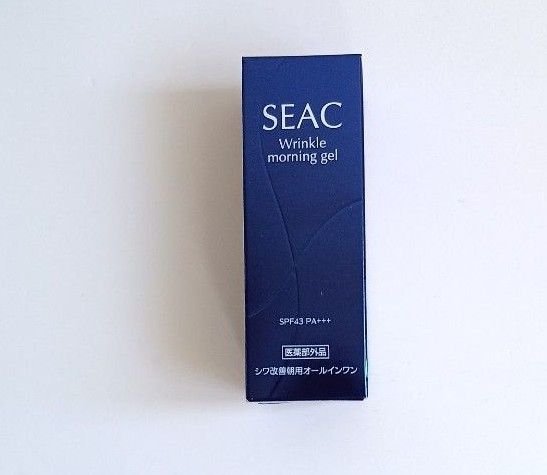 SEAC
Wrinkle
morning gel
SPF43 PA+++
医薬部外品
シワ改善朝用オールインワン